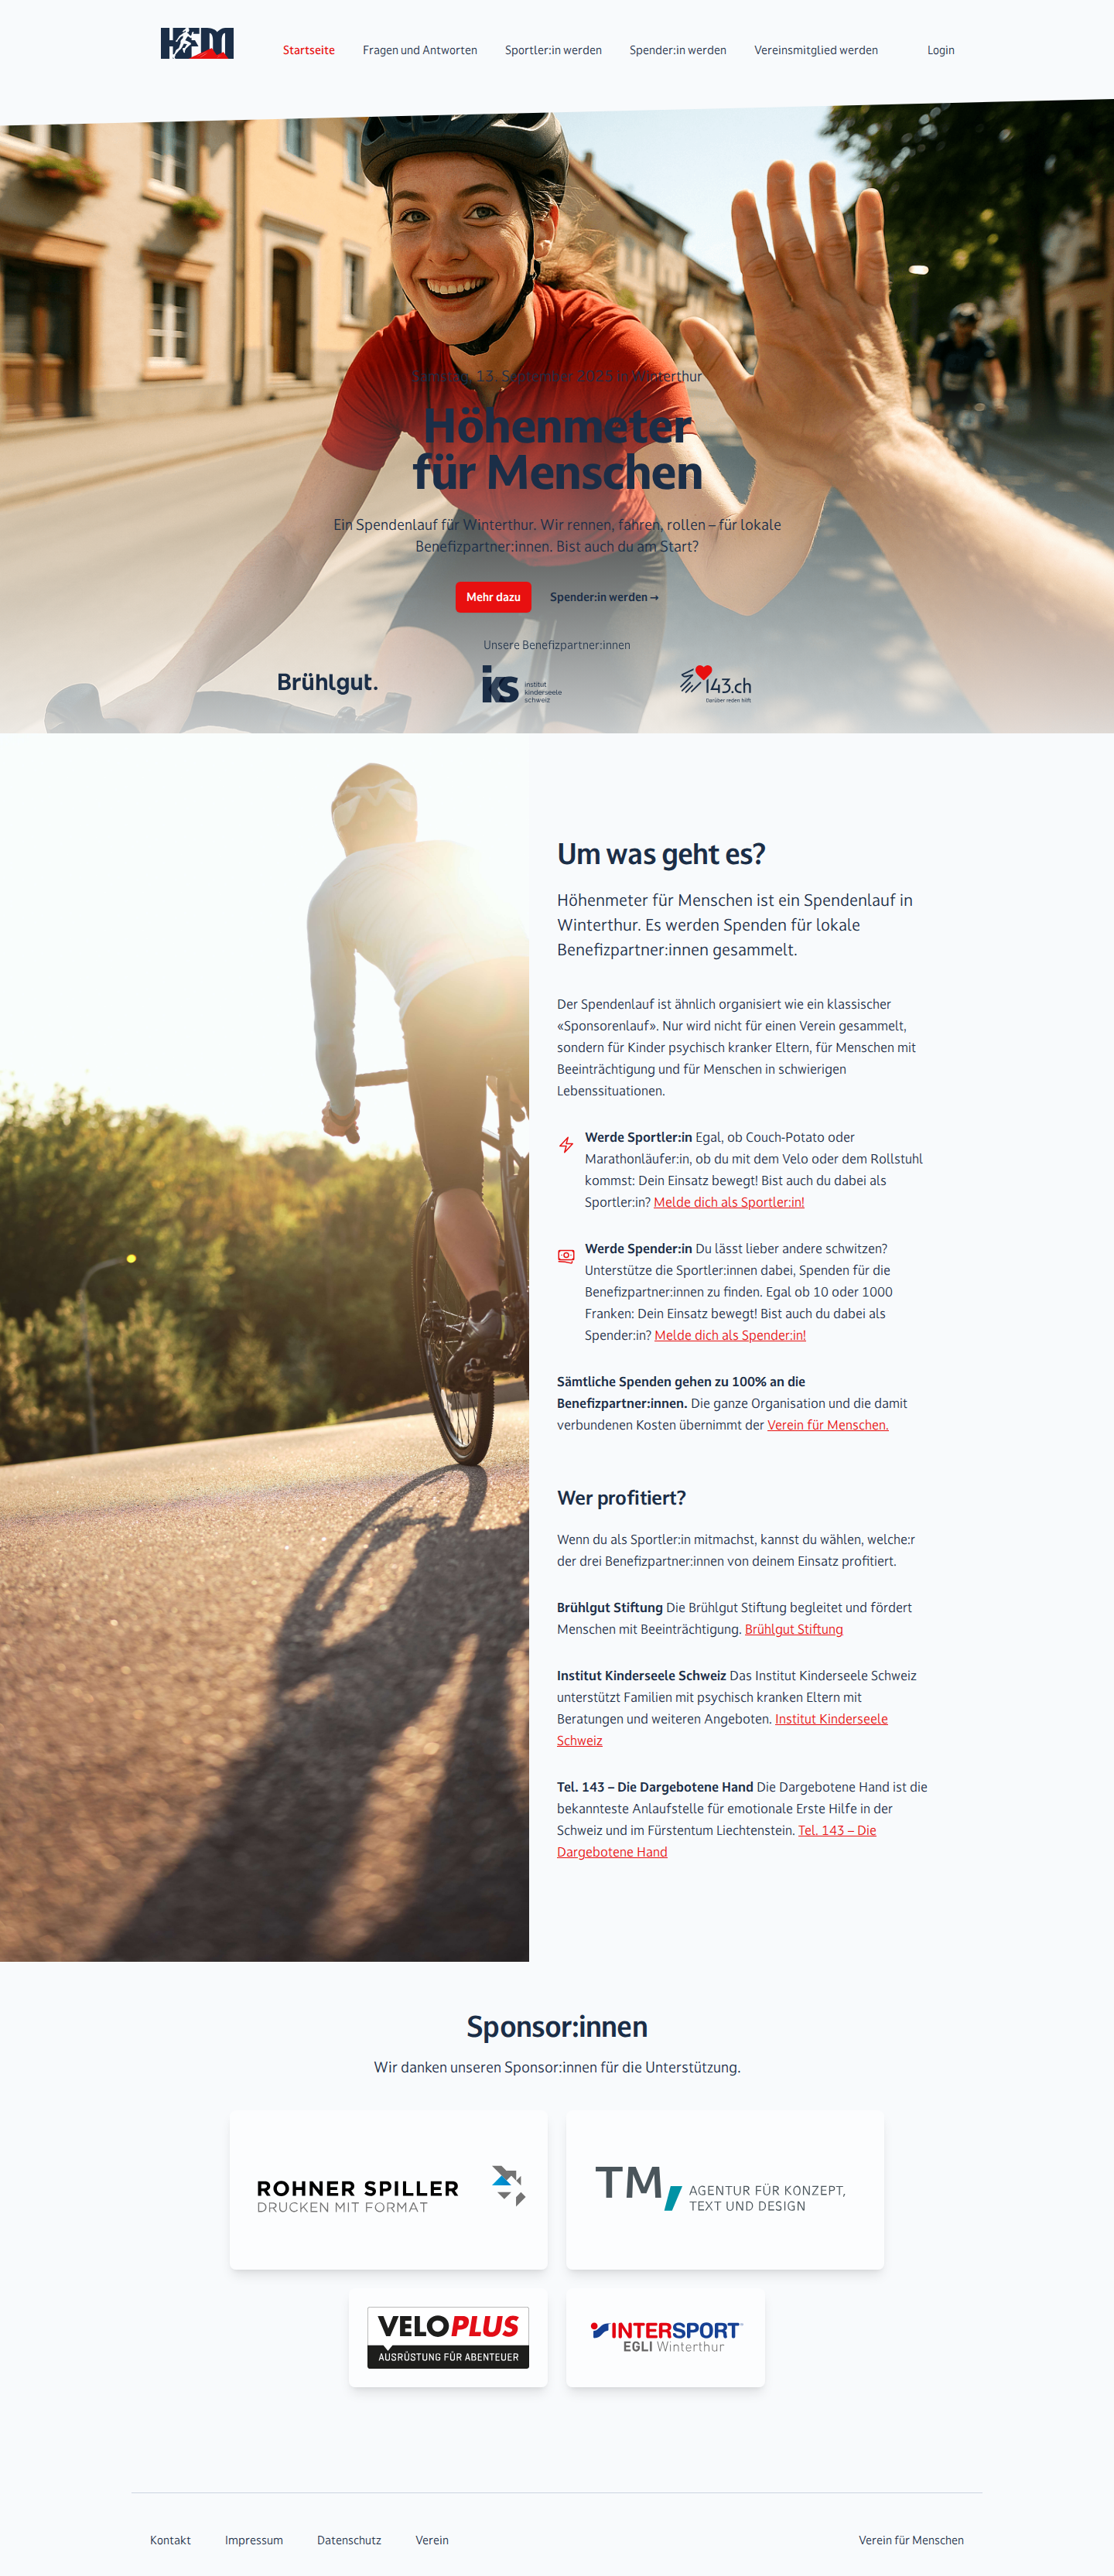 HFM
Startseite
Fragen und Antworten
Sportler:in werden
Spender:in werden
Vereinsmitglied werden
Login
Samstag, 13. September 2025 in Winterthur
Höhenmeter
für Menschen
Ein Spendenlauf für Winterthur. Wir rennen, fahren, rollen – für lokale
Benefizpartner:innen. Bist auch du am Start?
Mehr dazu
Spender:in werden →
Unsere Benefizpartner:innen
Brühlgut.
iks institut
kinderseele
schweiz
143.ch
Darüber reden hilft
Um was geht es?
Höhenmeter für Menschen ist ein Spendenlauf in
Winterthur. Es werden Spenden für lokale
Benefizpartner:innen gesammelt.
Der Spendenlauf ist ähnlich organisiert wie ein klassischer
«Sponsorenlauf». Nur wird nicht für einen Verein gesammelt,
sondern für Kinder psychisch kranker Eltern, für Menschen mit
Beeinträchtigung und für Menschen in schwierigen
Lebenssituationen.
Werde Sportler:in Egal, ob Couch-Potato oder
Marathonläufer:in, ob du mit dem Velo oder dem Rollstuhl
kommst: Dein Einsatz bewegt! Bist auch du dabei als
Sportler:in? Melde dich als Sportler:in!
Werde Spender:in Du lässt lieber andere schwitzen?
Unterstütze die Sportler:innen dabei, Spenden für die
Benefizpartner:innen zu finden. Egal ob 10 oder 1000
Franken: Dein Einsatz bewegt! Bist auch du dabei als
Spender:in? Melde dich als Spender:in!
Sämtliche Spenden gehen zu 100% an die
Benefizpartner:innen. Die ganze Organisation und die damit
verbundenen Kosten übernimmt der Verein für Menschen.
Wer profitiert?
Wenn du als Sportler:in mitmachst, kannst du wählen, welche:r
der drei Benefizpartner:innen von deinem Einsatz profitiert.
Brühlgut Stiftung Die Brühlgut Stiftung begleitet und fördert
Menschen mit Beeinträchtigung. Brühlgut Stiftung
Institut Kinderseele Schweiz Das Institut Kinderseele Schweiz
unterstützt Familien mit psychisch kranken Eltern mit
Beratungen und weiteren Angeboten. Institut Kinderseele
Schweiz
Tel. 143 – Die Dargebotene Hand Die Dargebotene Hand ist die
bekannteste Anlaufstelle für emotionale Erste Hilfe in der
Schweiz und im Fürstentum Liechtenstein. Tel. 143 – Die
Dargebotene Hand
Sponsor:innen
Wir danken unseren Sponsor:innen für die Unterstützung.
ROHNER SPILLER
DRUCKEN MIT FORMAT
TM
AGENTUR FÜR KONZEPT,
TEXT UND DESIGN
VELOPLUS
AUSRÜSTUNG FÜR ABENTEUER
INTERSPORT
EGLI Winterthur
Kontakt
Impressum
Datenschutz
Verein
Verein für Menschen